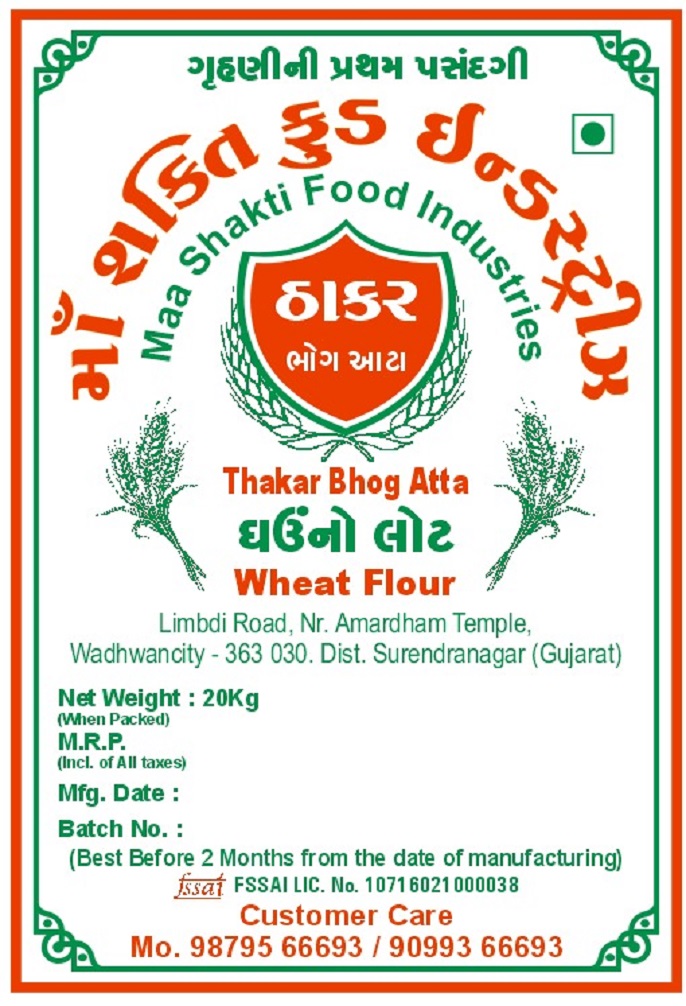 ગૃહણીની પ્રથમ પસંદગી
માઁ શક્તિ ફુડ ઈન્ડસ્ટ્રીઝ
Maa Shakti Food Industries
ઠાકર
ભોગ આટા
Thakar Bhog Atta
ઘઉંનો લોટ
Wheat Flour
Limbdi Road, Nr. Amardham Temple,
Wadhwancity - 363 030. Dist. Surendranagar (Gujarat)
Net Weight : 20Kg
(When Packed)
M.R.P.
(Incl. of All taxes)
Mfg. Date :
Batch No. :
(Best Before 2 Months from the date of manufacturing)
fssai FSSAI LIC. No. 10716021000038
Customer Care
Mo. 98795 66693 / 90993 66693